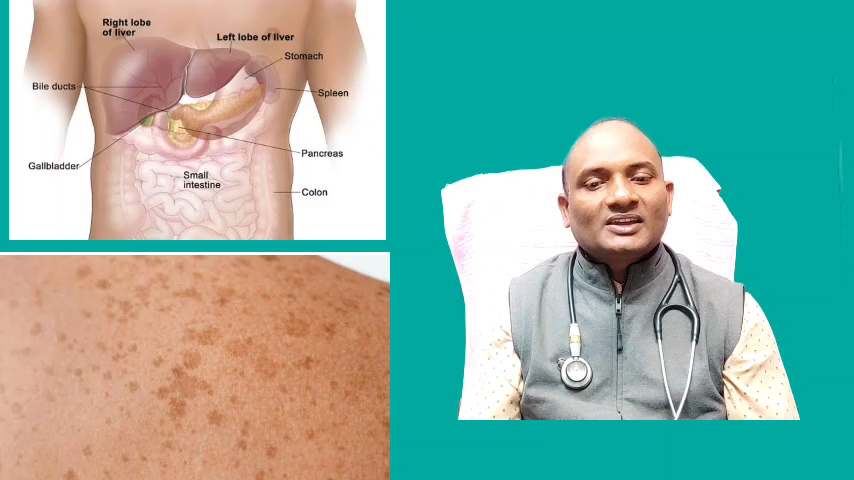 Right lobe
of liver
Left lobe of liver
Stomach
Bile ducts
Spleen
Pancreas
Gallbladder
Small
intestine
Colon